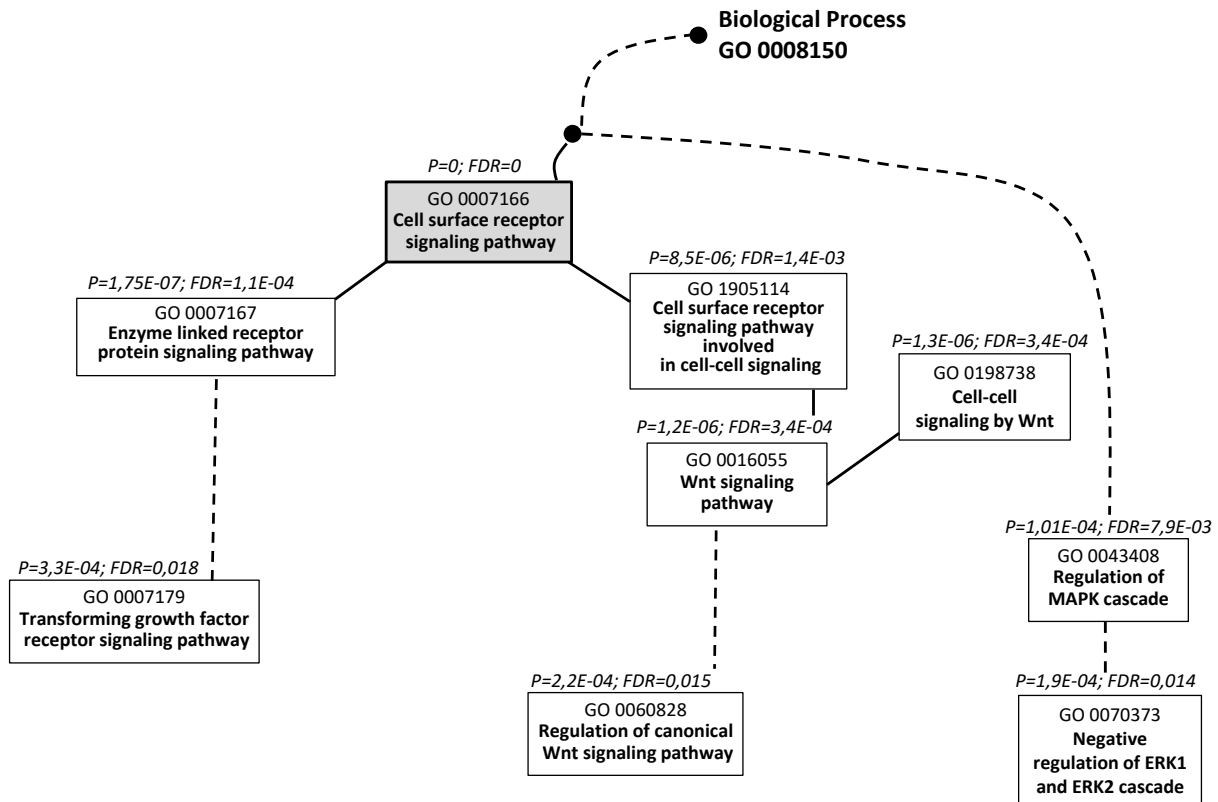 Biological Process
GO 0008150
P=0; FDR=0
GO 0007166
Cell surface receptor
signaling pathway
P=1,75E-07; FDR=1,1E-04
GO 0007167
Enzyme linked receptor
protein signaling pathway
P=8,5E-06; FDR=1,4E-03
GO 1905114
Cell surface receptor
signaling pathway
involved
in cell-cell signaling
P=1,3E-06; FDR=3,4E-04
GO 0198738
Cell-cell
signaling by Wnt
P=1,2E-06; FDR=3,4E-04
GO 0016055
Wnt signaling
pathway
P=1,01E-04; FDR=7,9E-03
GO 0043408
Regulation of
MAPK cascade
P=3,3E-04; FDR=0,018
GO 0007179
Transforming growth factor
receptor signaling pathway
P=2,2E-04; FDR=0,015
GO 0060828
Regulation of canonical
Wnt signaling pathway
P=1,9E-04; FDR=0,014
GO 0070373
Negative
regulation of ERK1
and ERK2 cascade